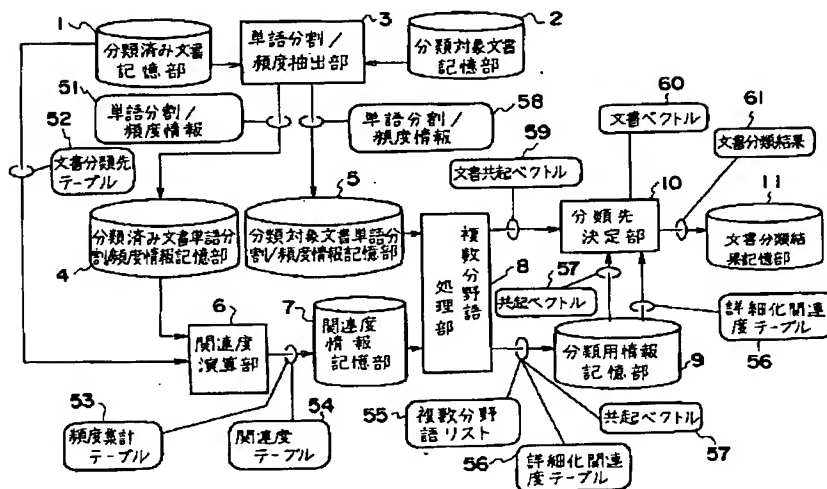 1
3
2
分類済み文書
記憶部
単語分割/
頻度抽出部
分類対象文書
記憶部
51
単語分割/
頻度情報
58
単語分割/
頻度情報
52
文書分類先
テーブル
60
文書ベクトル
61
文書分類結果
59
文書共起ベクトル
5
10
11
分類済み文書単語分
割/頻度情報記憶部
4
分類対象文書単語分
割/頻度情報記憶部
複数分野語
処理部
8
分類先
決定部
文書分類結
果記憶部
57
共起ベクトル
6
関連度
演算部
7
関連度
情報
記憶部
分類用情報
記憶部
9
詳細化関連
度テーブル
56
53
頻度集計
テーブル
54
関連度
テーブル
55
複数分野
語リスト
56
詳細化関連
度テーブル
共起ベクトル
57